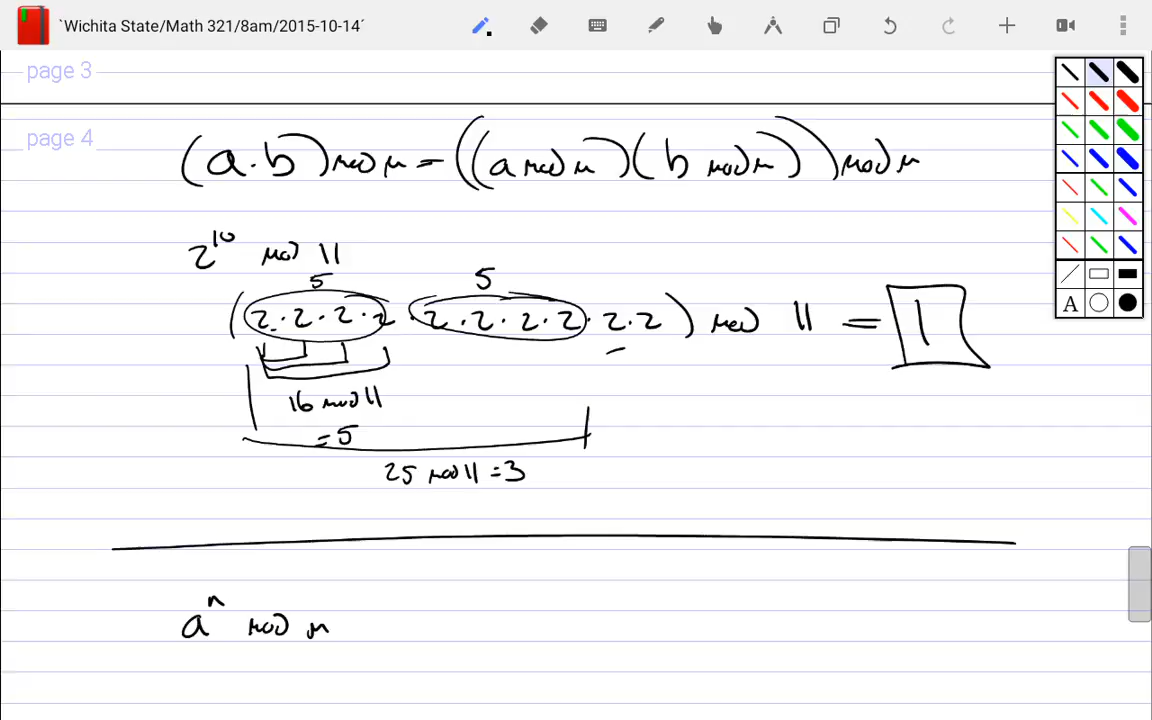 `Wichita State/Math 321/8am/2015-10-14´
page 3
page 4
(a·b) mod m = ((a mod m)(b mod m)) mod m
2^10 mod 11
5 5
(2·2·2·2·2·2·2·2·2·2) mod 11 = 1
16 mod 11
= 5
25 mod 11 = 3
a^n mod m
A